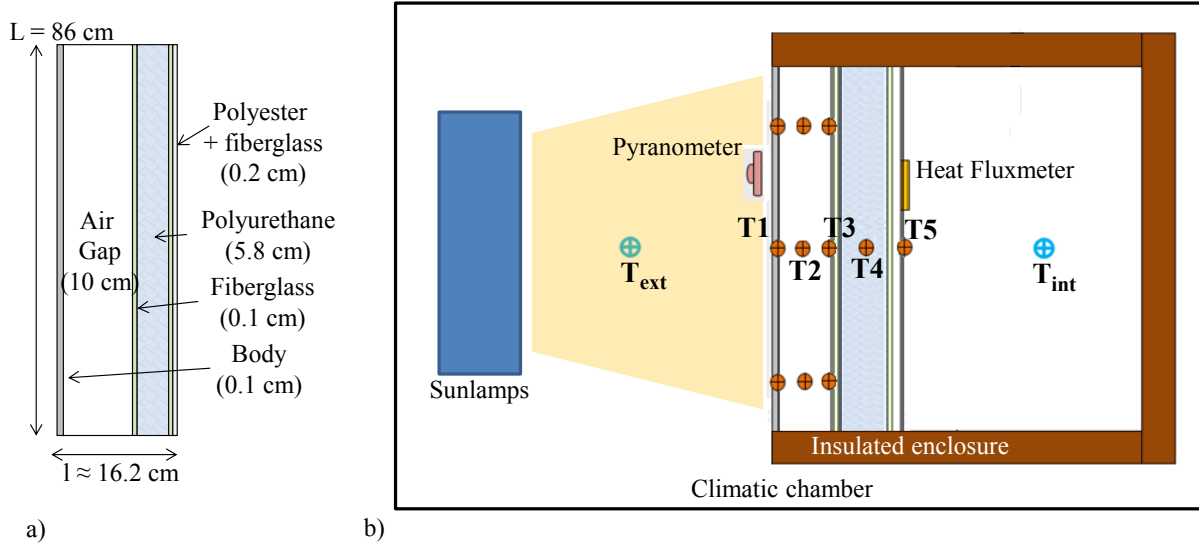 L = 86 cm
Polyester
+ fiberglass
(0.2 cm)
Polyurethane
(5.8 cm)
Air
Gap
(10 cm)
Fiberglass
(0.1 cm)
Body
(0.1 cm)
l ≈ 16.2 cm
a)
Pyranometer
Heat Fluxmeter
T1
T3
T5
T2
T4
Text
Tint
Sunlamps
Insulated enclosure
Climatic chamber
b)